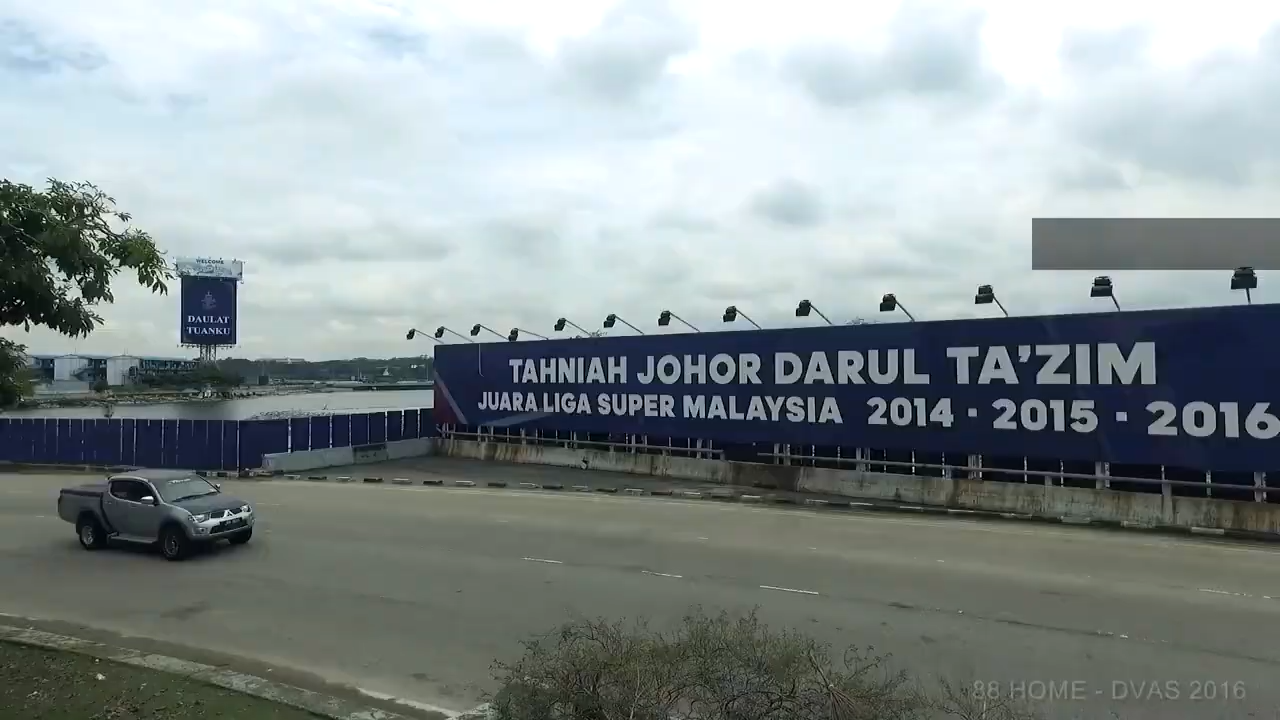 WELCOME
DAULAT
TUANKU
TAHNIAH JOHOR DARUL TA'ZIM
JUARA LIGA SUPER MALAYSIA 2014 · 2015 · 2016
88 HOME - DVAS 2016